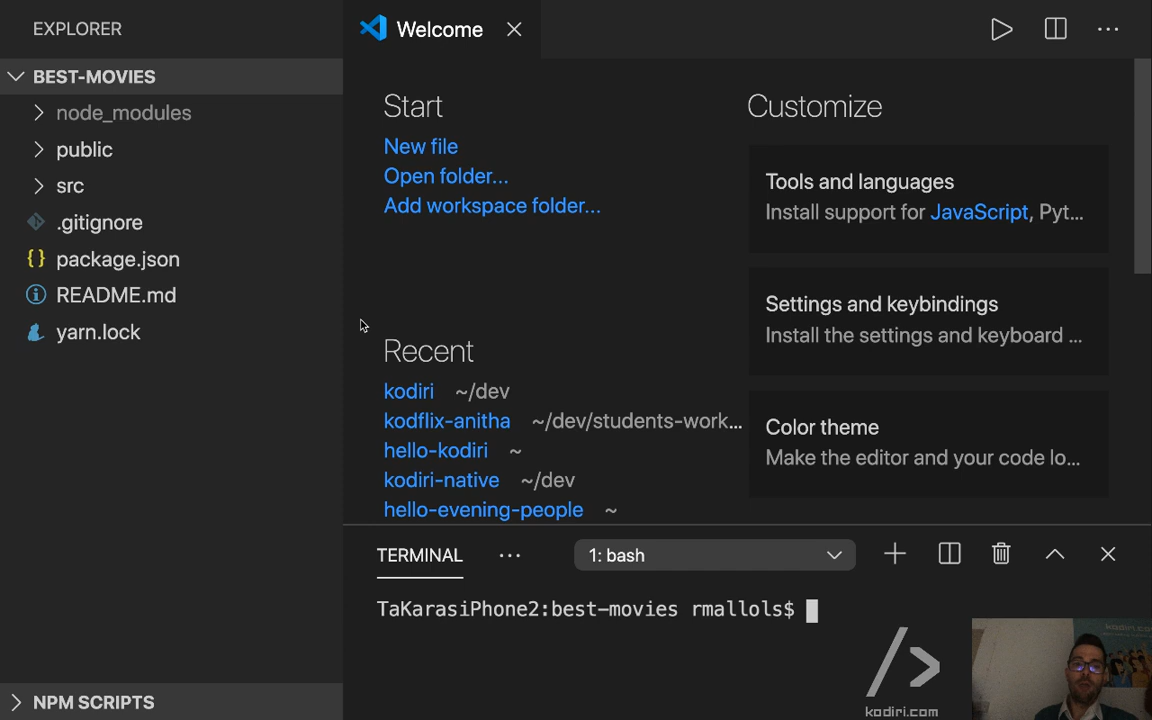 EXPLORER
BEST-MOVIES
node_modules
public
src
.gitignore
package.json
README.md
yarn.lock
NPM SCRIPTS
Welcome
Start
New file
Open folder...
Add workspace folder...
Recent
kodiri ~/dev
kodflix-anitha ~/dev/students-work...
hello-kodiri ~
kodiri-native ~/dev
hello-evening-people ~
Customize
Tools and languages
Install support for JavaScript, Pyt...
Settings and keybindings
Install the settings and keyboard ...
Color theme
Make the editor and your code lo...
TERMINAL
1: bash
TaKarasiPhone2:best-movies rmallols$
kodiri.com